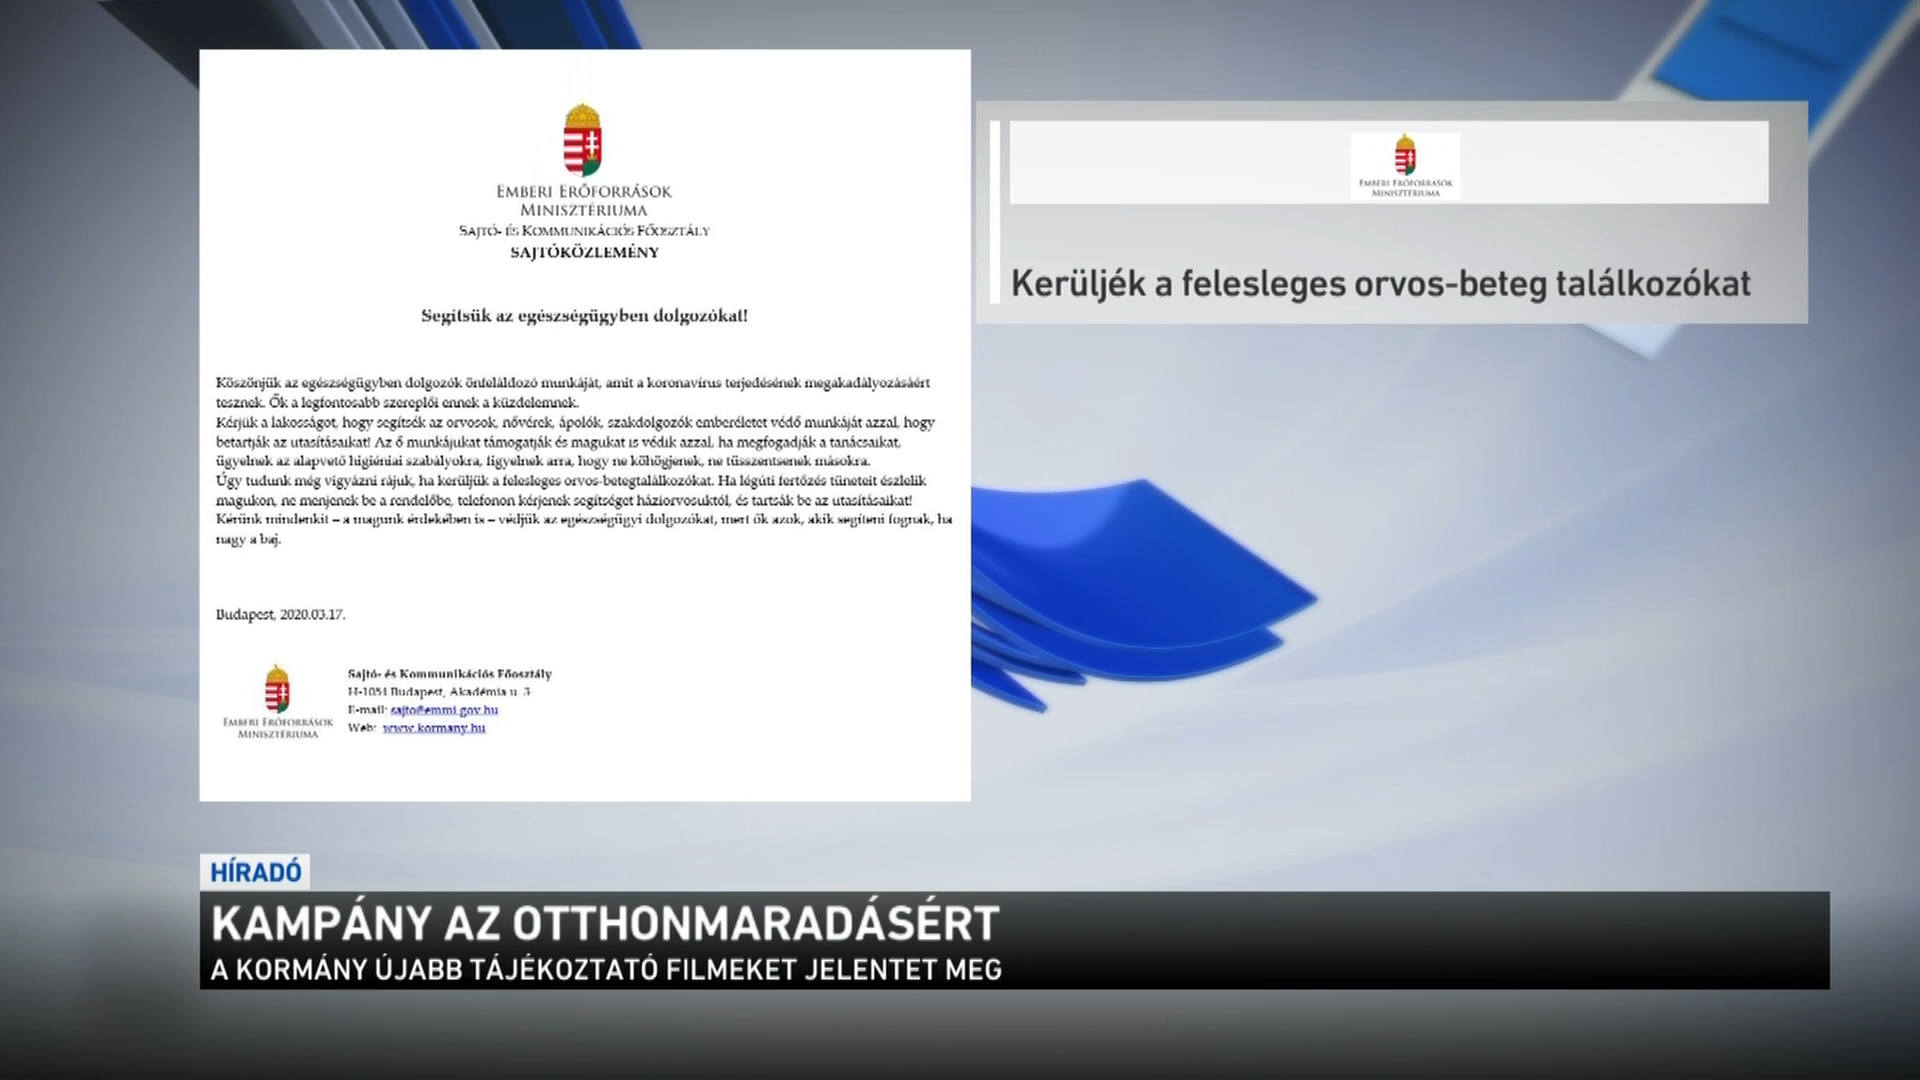 EMBERI ERŐFORRÁSOK
MINISZTÉRIUMA
SAJTÓ- ÉS KOMMUNIKÁCIÓS FŐOSZTÁLY
SAJTÓKÖZLEMÉNY
Segítsük az egészségügyben dolgozókat!
Köszönjük az egészségügyben dolgozók önfeláldozó munkáját, amit a koronavírus terjedésének megakadályozásáért
tesznek. Ők a legfontosabb szereplői ennek a küzdelemnek.
Kérjük a lakosságot, hogy segítsék az orvosok, nővérek, ápolók, szakdolgozók emberéletet védő munkáját azzal, hogy
betartják az utasításaikat! Az ő munkájukat támogatják és magukat is védik azzal, ha megfogadják a tanácsaikat,
ügyelnek az alapvető higiéniai szabályokra, figyelnek arra, hogy ne köhögjenek, ne tüsszentsenek másokra.
Úgy tudunk még vigyázni rájuk, ha kerüljük a felesleges orvos-betegtalálkozókat. Ha légúti fertőzés tüneteit észlelik
magukon, ne menjenek be a rendelőbe, telefonon kérjenek segítséget háziorvosuktól, és tartsák be az utasításaikat!
Kérünk mindenkit – a magunk érdekében is – védjük az egészségügyi dolgozókat, mert ők azok, akik segíteni fognak, ha
nagy a baj.
Budapest, 2020.03.17.
EMBERI ERŐFORRÁSOK
MINISZTÉRIUMA
Sajtó- és Kommunikációs Főosztály
H-1054 Budapest, Akadémia u. 3
E-mail: sajto@emmi.gov.hu
Web: www.kormany.hu
EMBERI ERŐFORRÁSOK
MINISZTÉRIUMA
Kerüljék a felesleges orvos-beteg találkozókat
HÍRADÓ
KAMPÁNY AZ OTTHONMARADÁSÉRT
A KORMÁNY ÚJABB TÁJÉKOZTATÓ FILMEKET JELENTET MEG